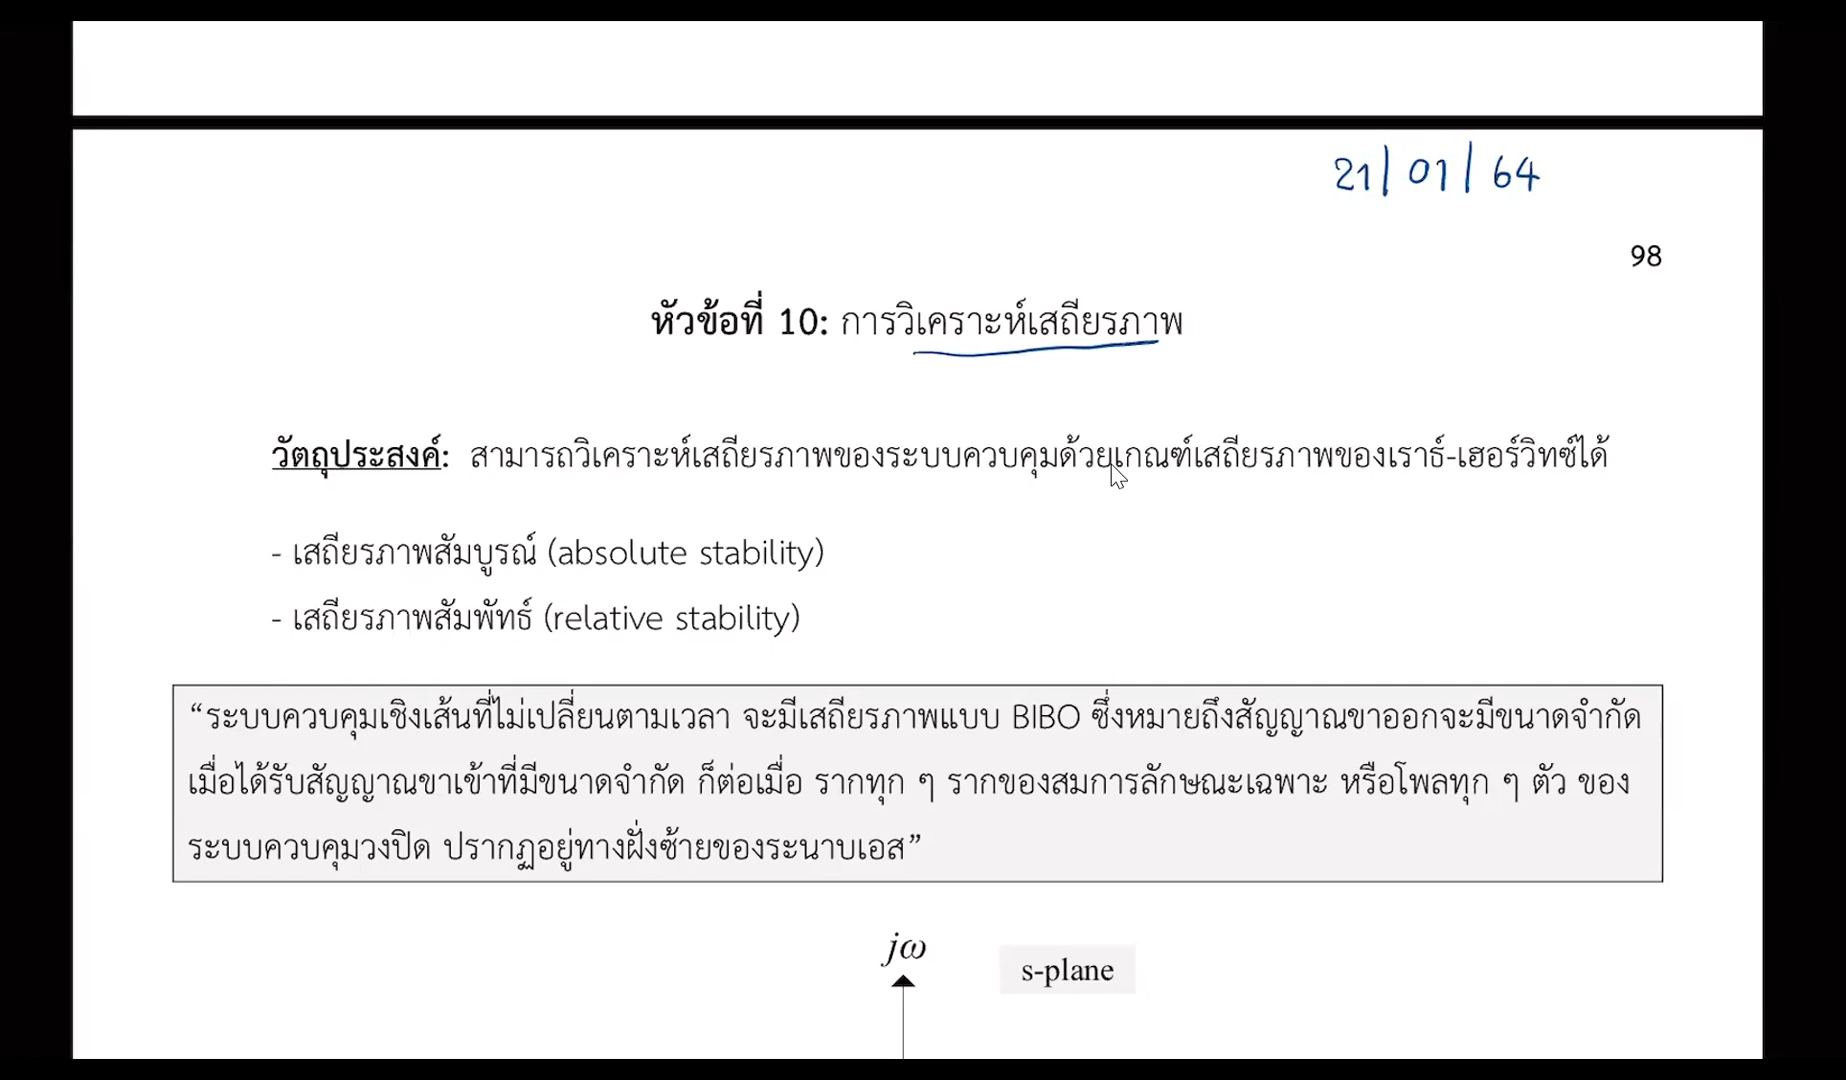 21/01/64
98
หัวข้อที่ 10: การวิเคราะห์เสถียรภาพ
วัตถุประสงค์: สามารถวิเคราะห์เสถียรภาพของระบบควบคุมด้วยเกณฑ์เสถียรภาพของเราธ์-เฮอร์วิทซ์ได้
- เสถียรภาพสัมบูรณ์ (absolute stability)
- เสถียรภาพสัมพัทธ์ (relative stability)
“ระบบควบคุมเชิงเส้นที่ไม่เปลี่ยนตามเวลา จะมีเสถียรภาพแบบ BIBO ซึ่งหมายถึงสัญญาณขาออกจะมีขนาดจำกัด
เมื่อได้รับสัญญาณขาเข้าที่มีขนาดจำกัด ก็ต่อเมื่อ รากทุก ๆ รากของสมการลักษณะเฉพาะ หรือโพลทุก ๆ ตัว ของ
ระบบควบคุมวงปิด ปรากฏอยู่ทางฝั่งซ้ายของระนาบเอส”
jω
s-plane